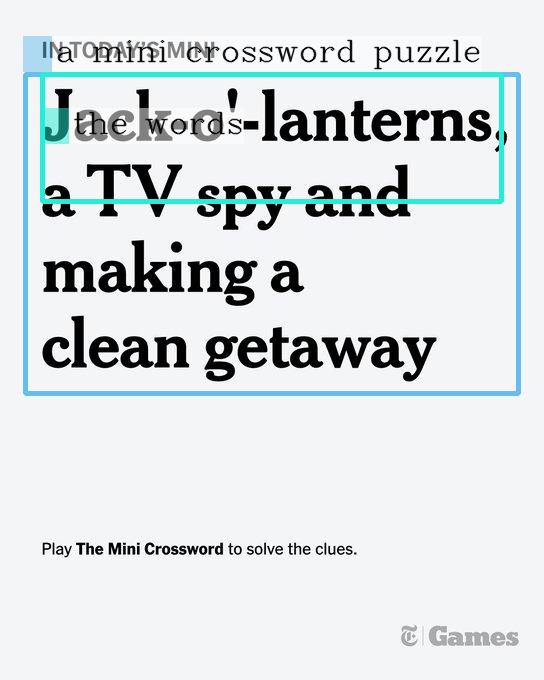 IN TODAY'S MINI
a mini crossword puzzle
Jack-o'-lanterns,
the words
a TV spy and
making a
clean getaway
Play The Mini Crossword to solve the clues.
T Games